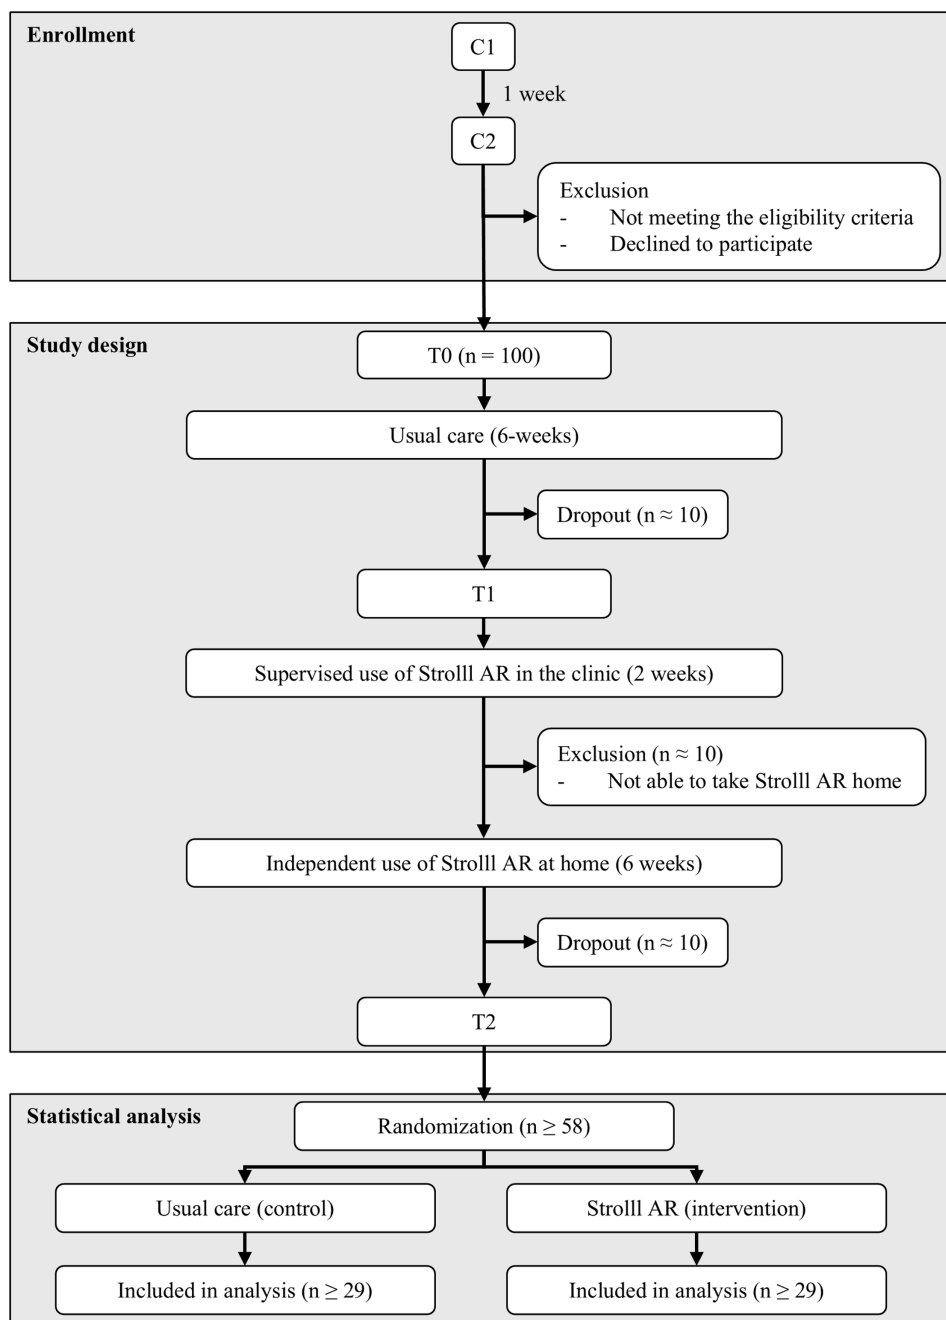 Enrollment
C1
1 week
C2
Exclusion
- Not meeting the eligibility criteria
- Declined to participate
Study design
T0 (n = 100)
Usual care (6-weeks)
Dropout (n ≈ 10)
T1
Supervised use of Strolll AR in the clinic (2 weeks)
Exclusion (n ≈ 10)
- Not able to take Strolll AR home
Independent use of Strolll AR at home (6 weeks)
Dropout (n ≈ 10)
T2
Statistical analysis
Randomization (n ≥ 58)
Usual care (control)
Strolll AR (intervention)
Included in analysis (n ≥ 29)
Included in analysis (n ≥ 29)